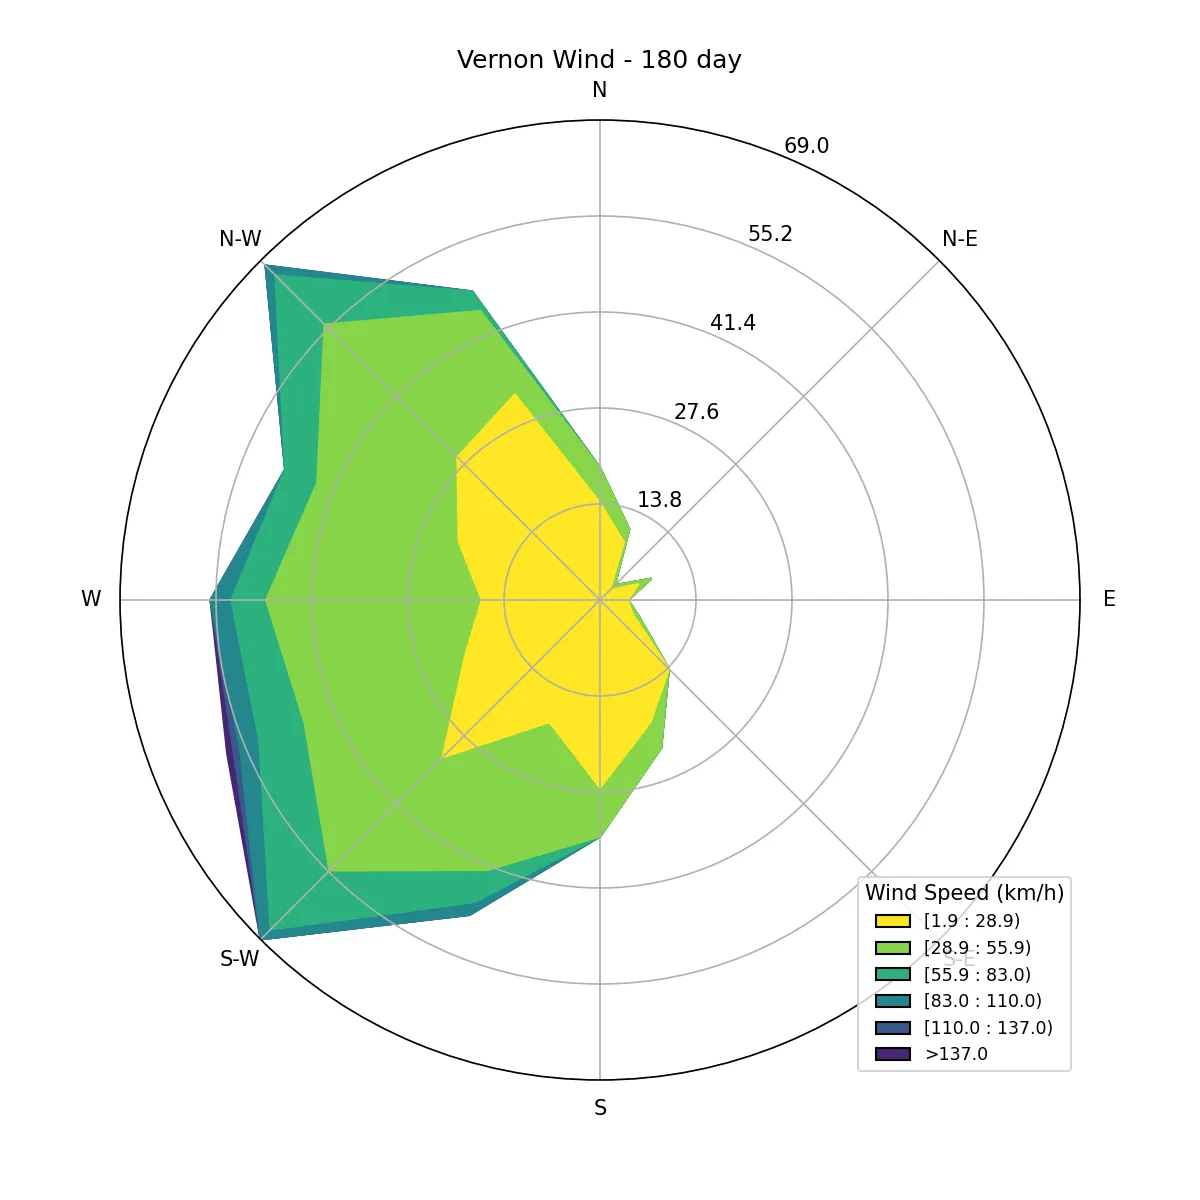 Vernon Wind - 180 day
N
69.0
N-W
55.2
N-E
41.4
27.6
13.8
W
E
S-W
S-E
S
Wind Speed (km/h)
[1.9 : 28.9)
[28.9 : 55.9)
[55.9 : 83.0)
[83.0 : 110.0)
[110.0 : 137.0)
>137.0